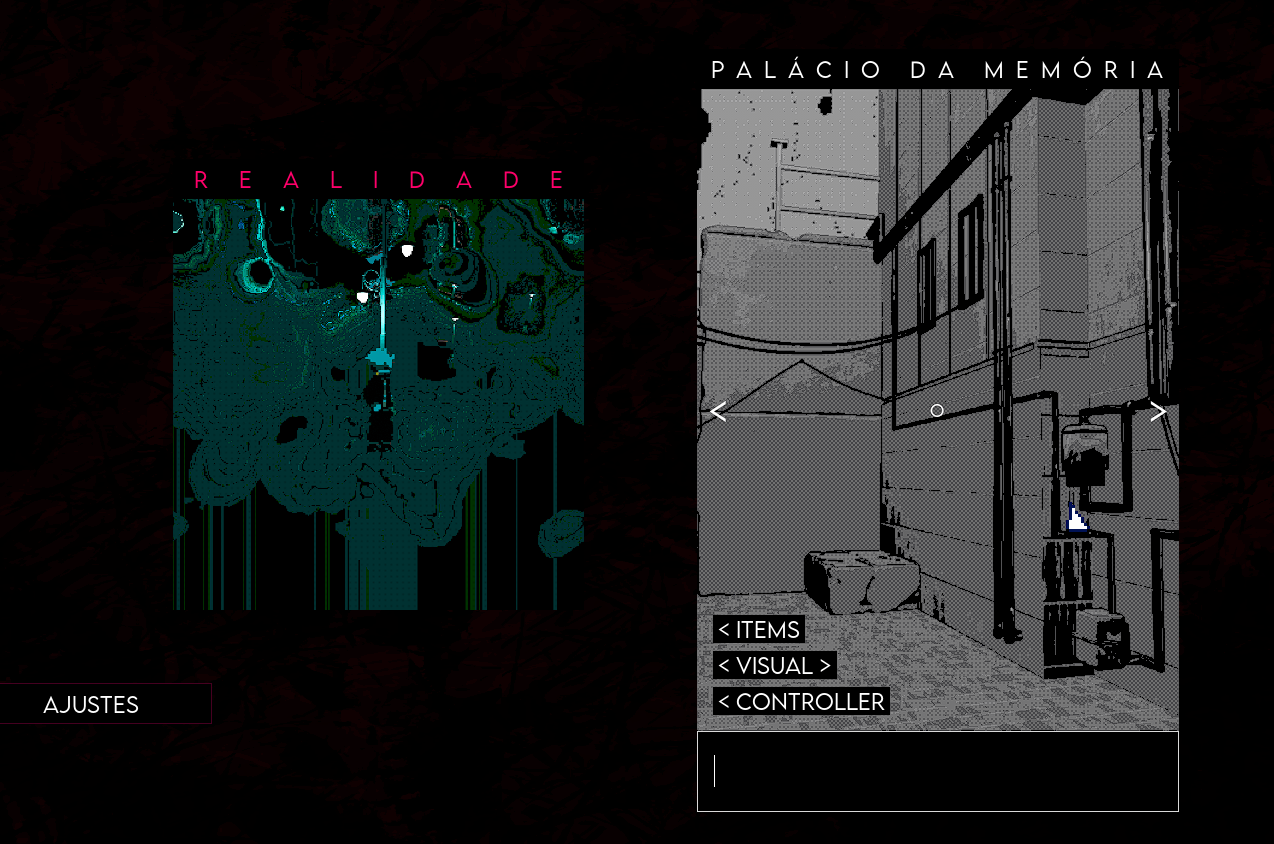 PALÁCIO DA MEMÓRIA
REALIDADE
< ITEMS
< VISUAL >
< CONTROLLER
AJUSTES